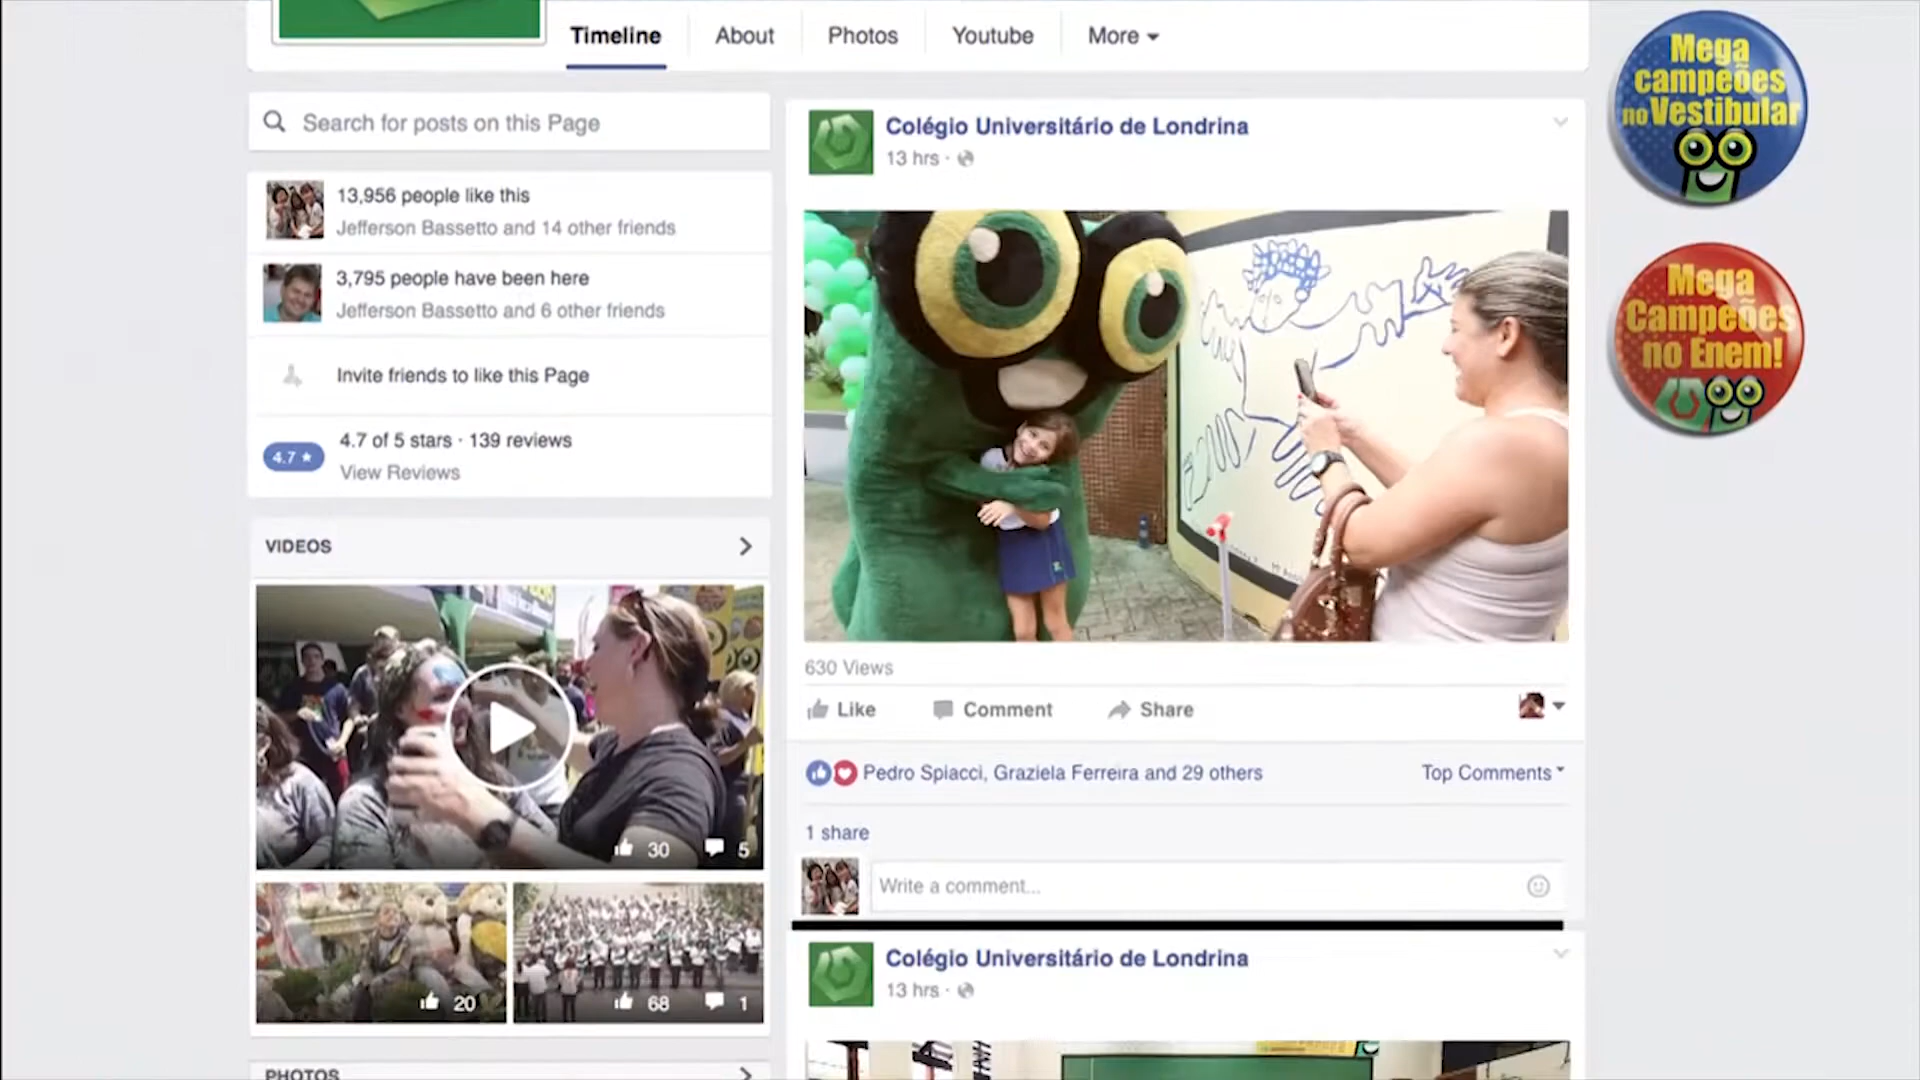 Timeline
About
Photos
Youtube
More
Search for posts on this Page
13,956 people like this
Jefferson Bassetto and 14 other friends
3,795 people have been here
Jefferson Bassetto and 6 other friends
Invite friends to like this Page
4.7
4.7 of 5 stars · 139 reviews
View Reviews
VIDEOS
30
5
20
68
1
PHOTOS
Colégio Universitário de Londrina
13 hrs ·
630 Views
Like
Comment
Share
Pedro Spiacci, Graziela Ferreira and 29 others
Top Comments
1 share
Write a comment...
Colégio Universitário de Londrina
13 hrs ·
Mega
campeões
no Vestibular
Mega
Campeões
no Enem!